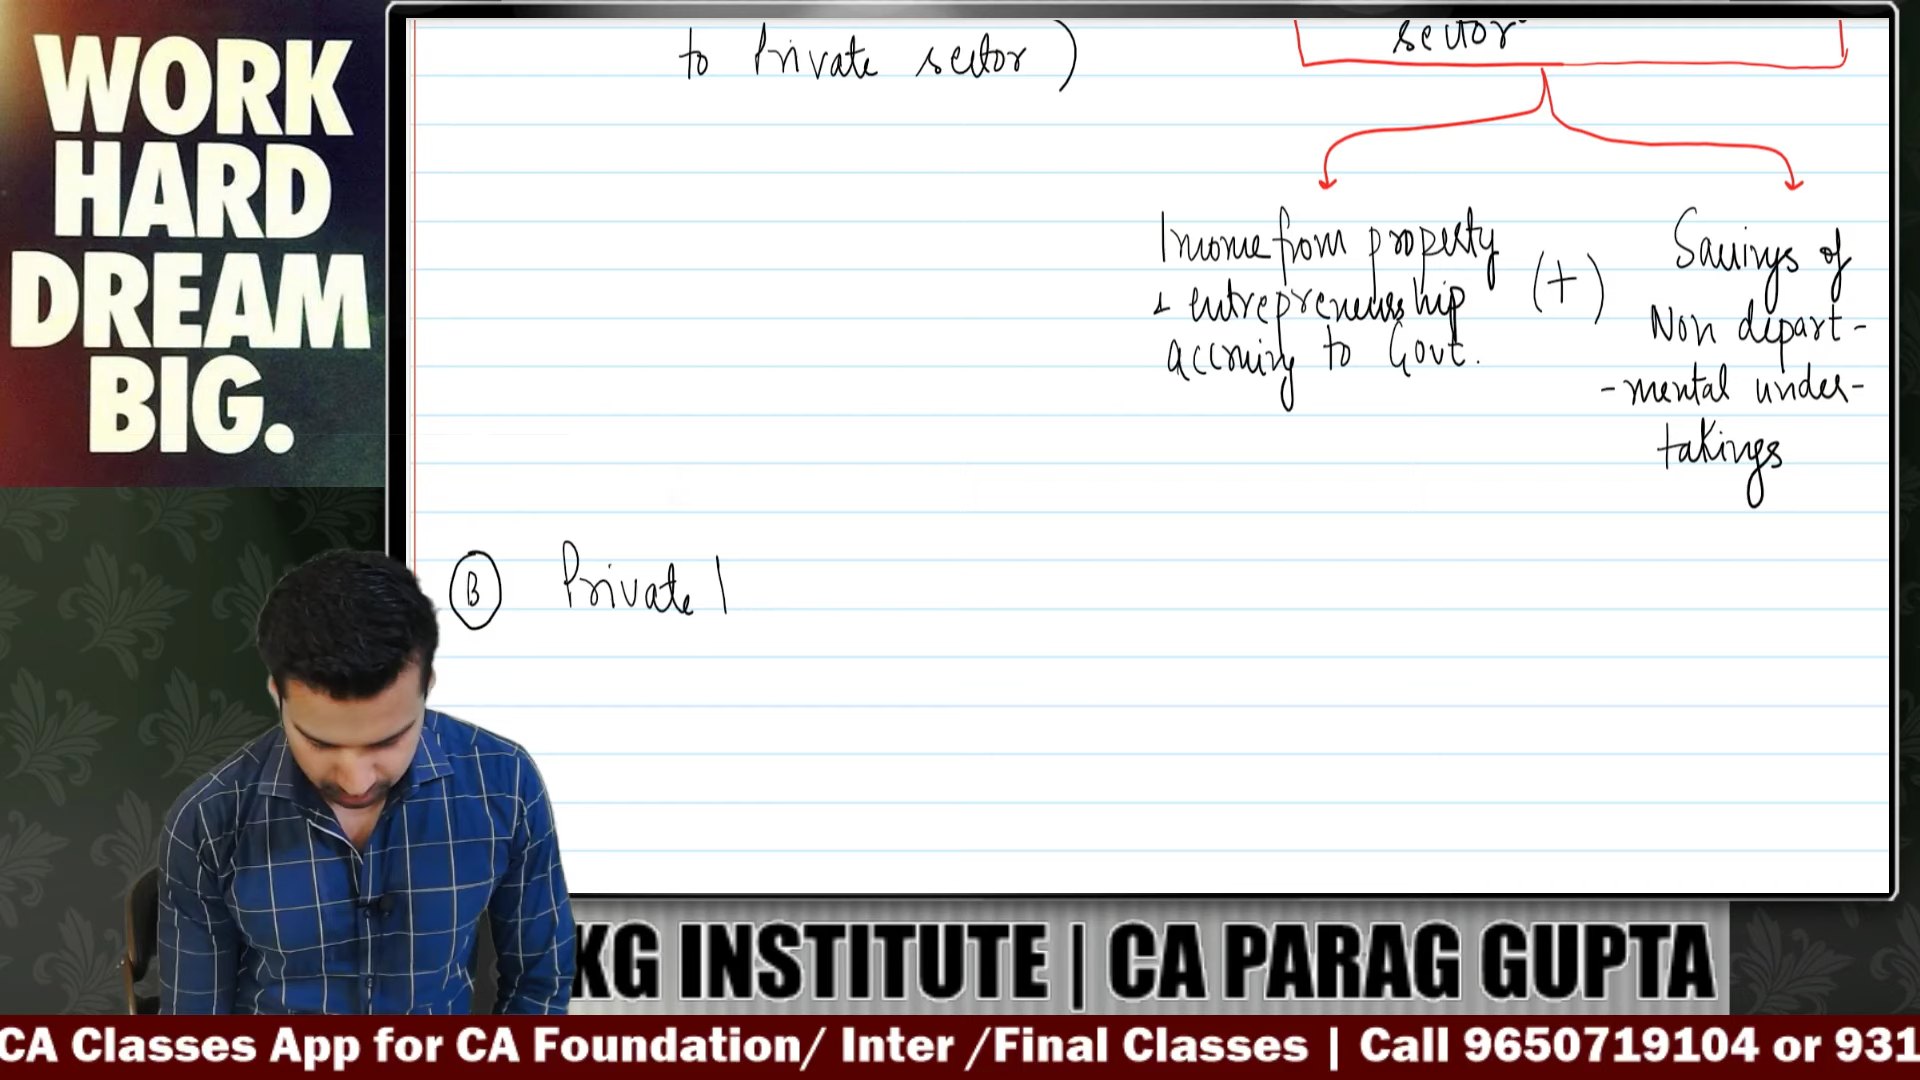 WORK
HARD
DREAM
BIG.
to Private sector)
sector
Income from property
& entrepreneurship
accruing to Govt.
(+)
Savings of
Non depart-
-mental under-
takings
B Private I
KG INSTITUTE | CA PARAG GUPTA
CA Classes App for CA Foundation/ Inter /Final Classes | Call 9650719104 or 931